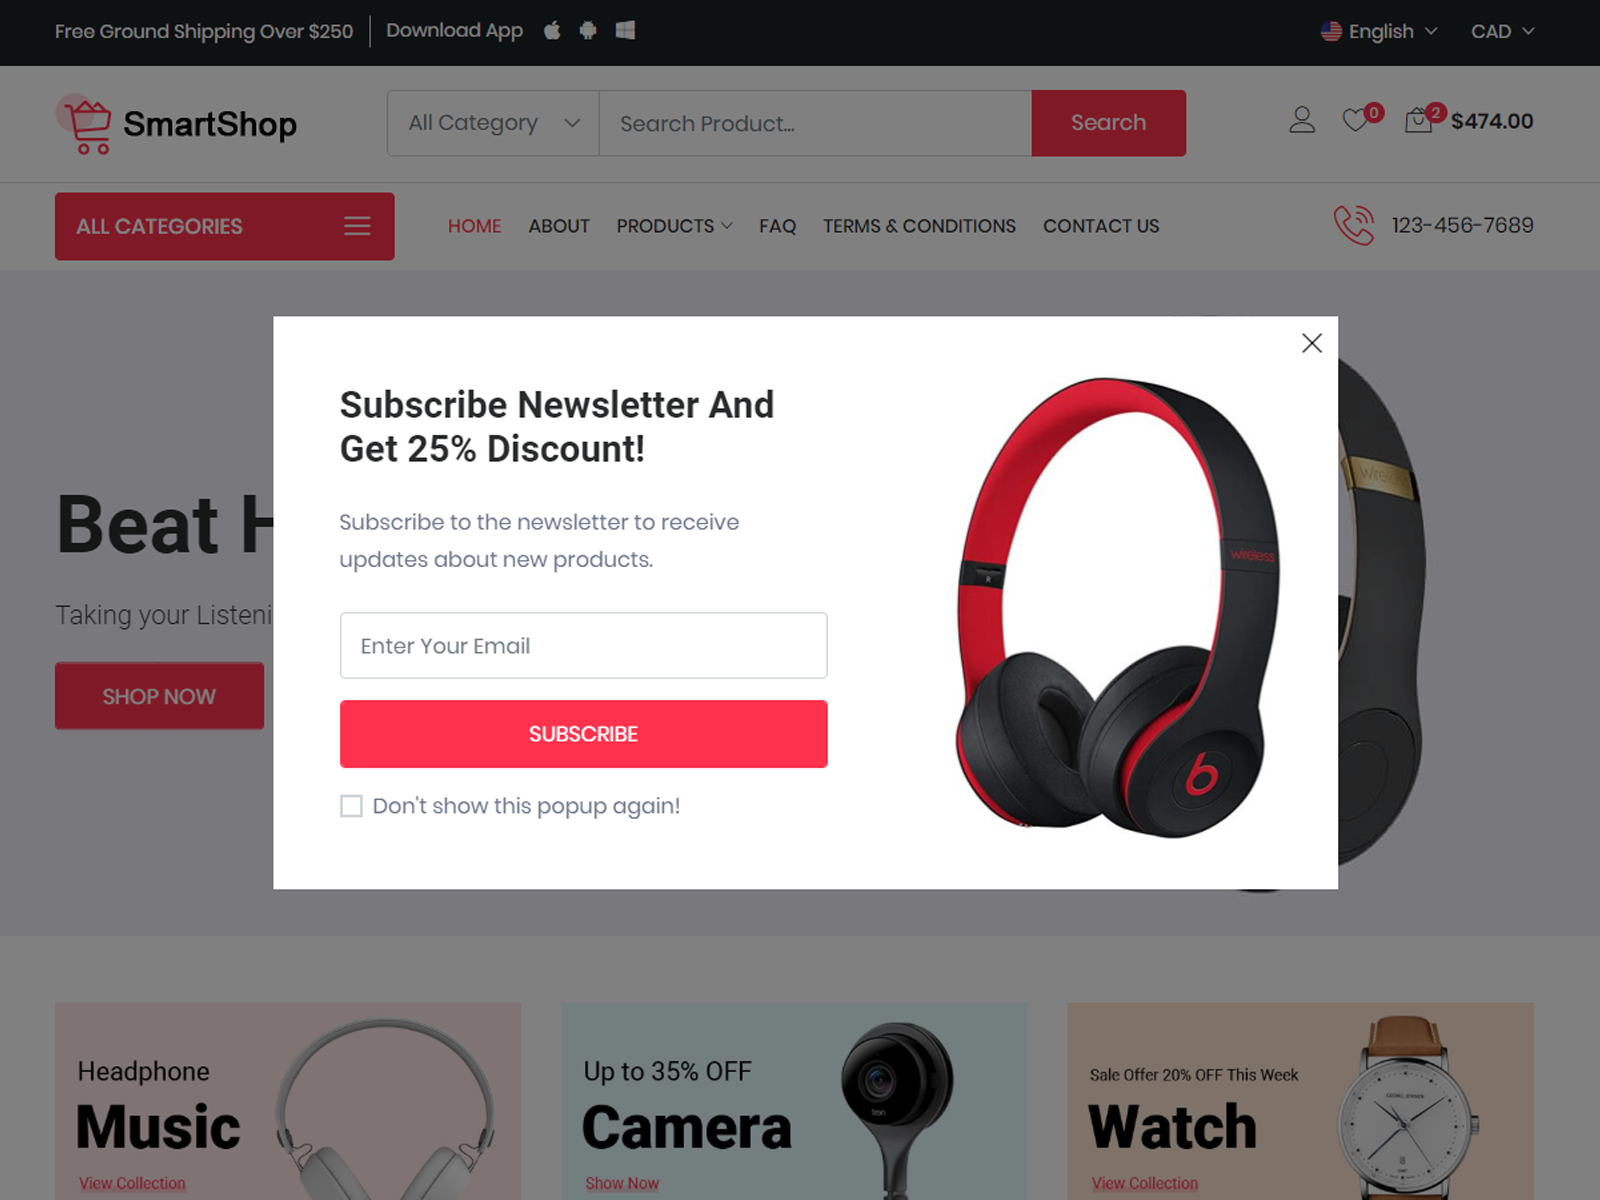 Free Ground Shipping Over $250
Download App
English
CAD
SmartShop
All Category
Search Product...
Search
0
2
$474.00
ALL CATEGORIES
HOME
ABOUT
PRODUCTS
FAQ
TERMS & CONDITIONS
CONTACT US
123-456-7689
Subscribe Newsletter And
Get 25% Discount!
Subscribe to the newsletter to receive
updates about new products.
Enter Your Email
SUBSCRIBE
Don't show this popup again!
wireless
R
b
Beat H
Taking your Listeni
SHOP NOW
Headphone
Music
View Collection
Up to 35% OFF
Camera
Show Now
Sale Offer 20% OFF This Week
Watch
View Collection
GEORG JENSEN